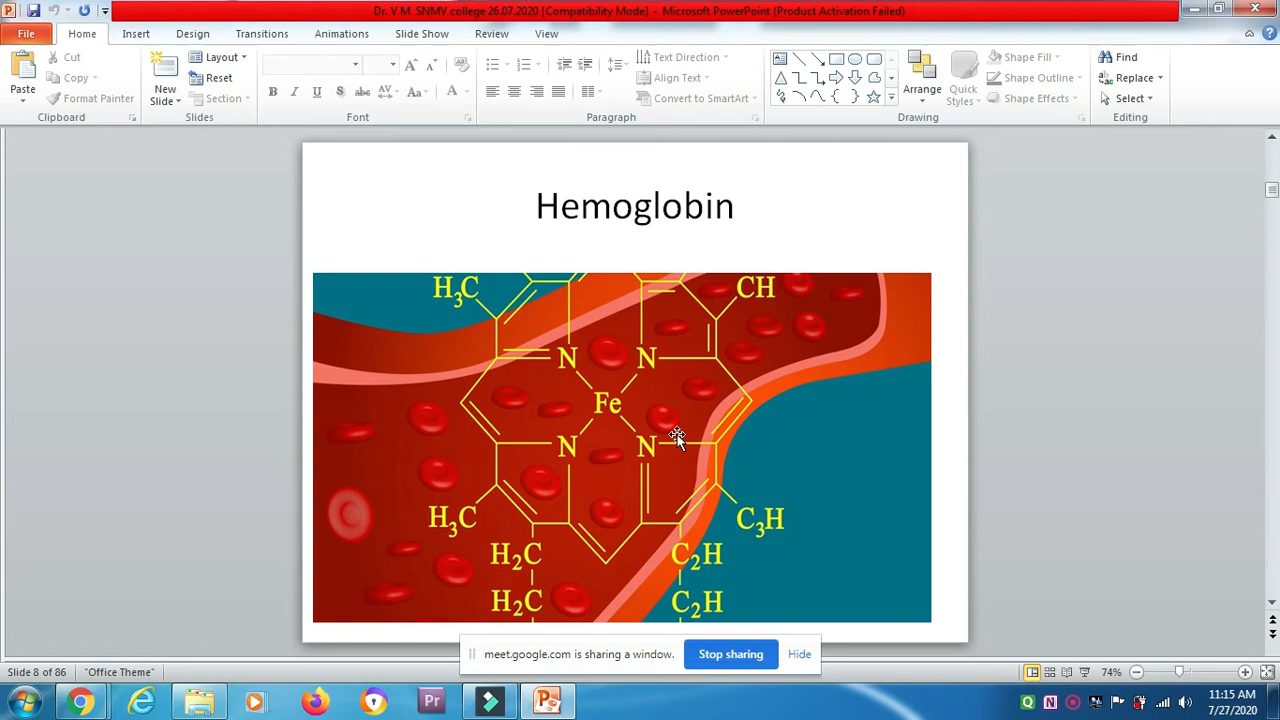 Dr. V M. SNMV college 26.07.2020 [Compatibility Mode] - Microsoft PowerPoint (Product Activation Failed)
File Home Insert Design Transitions Animations Slide Show Review View
Paste
Cut
Copy
Format Painter
Clipboard
New Slide
Layout
Reset
Section
Slides
B I U S abc AV Aa A
Font
Text Direction
Align Text
Convert to SmartArt
Paragraph
Arrange
Quick Styles
Shape Fill
Shape Outline
Shape Effects
Drawing
Find
Replace
Select
Editing
Hemoglobin
H3C CH
N N
Fe
N N
H3C C3H
H2C C2H
H2C C2H
meet.google.com is sharing a window. Stop sharing Hide
Slide 8 of 86 "Office Theme" 74%
Pr
11:15 AM
7/27/2020